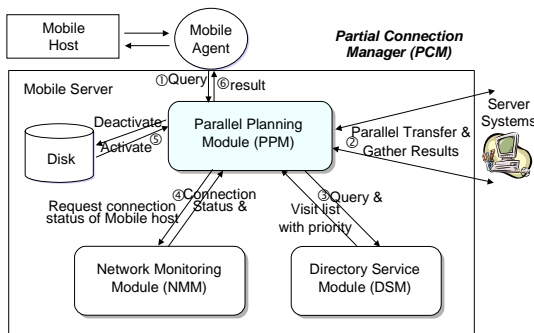 Mobile
Host
Mobile
Agent
Partial Connection
Manager (PCM)
①Query
⑥result
Mobile Server
Server
Systems
Deactivate
Activate⑤
Disk
Parallel Planning
Module (PPM)
Parallel Transfer &
②
Gather Results
④Connection
Status &
Request connection
status of Mobile host
③Query &
Visit list
with priority
Network Monitoring
Module (NMM)
Directory Service
Module (DSM)